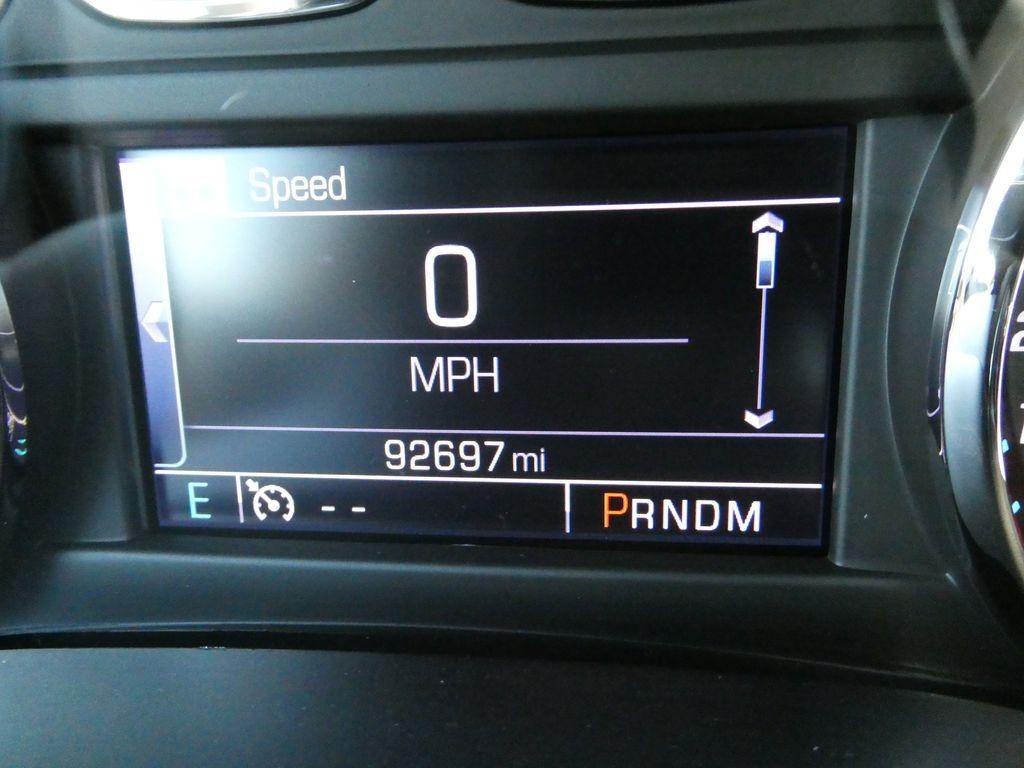 Speed
0
MPH
92697 mi
E -- PRNDM